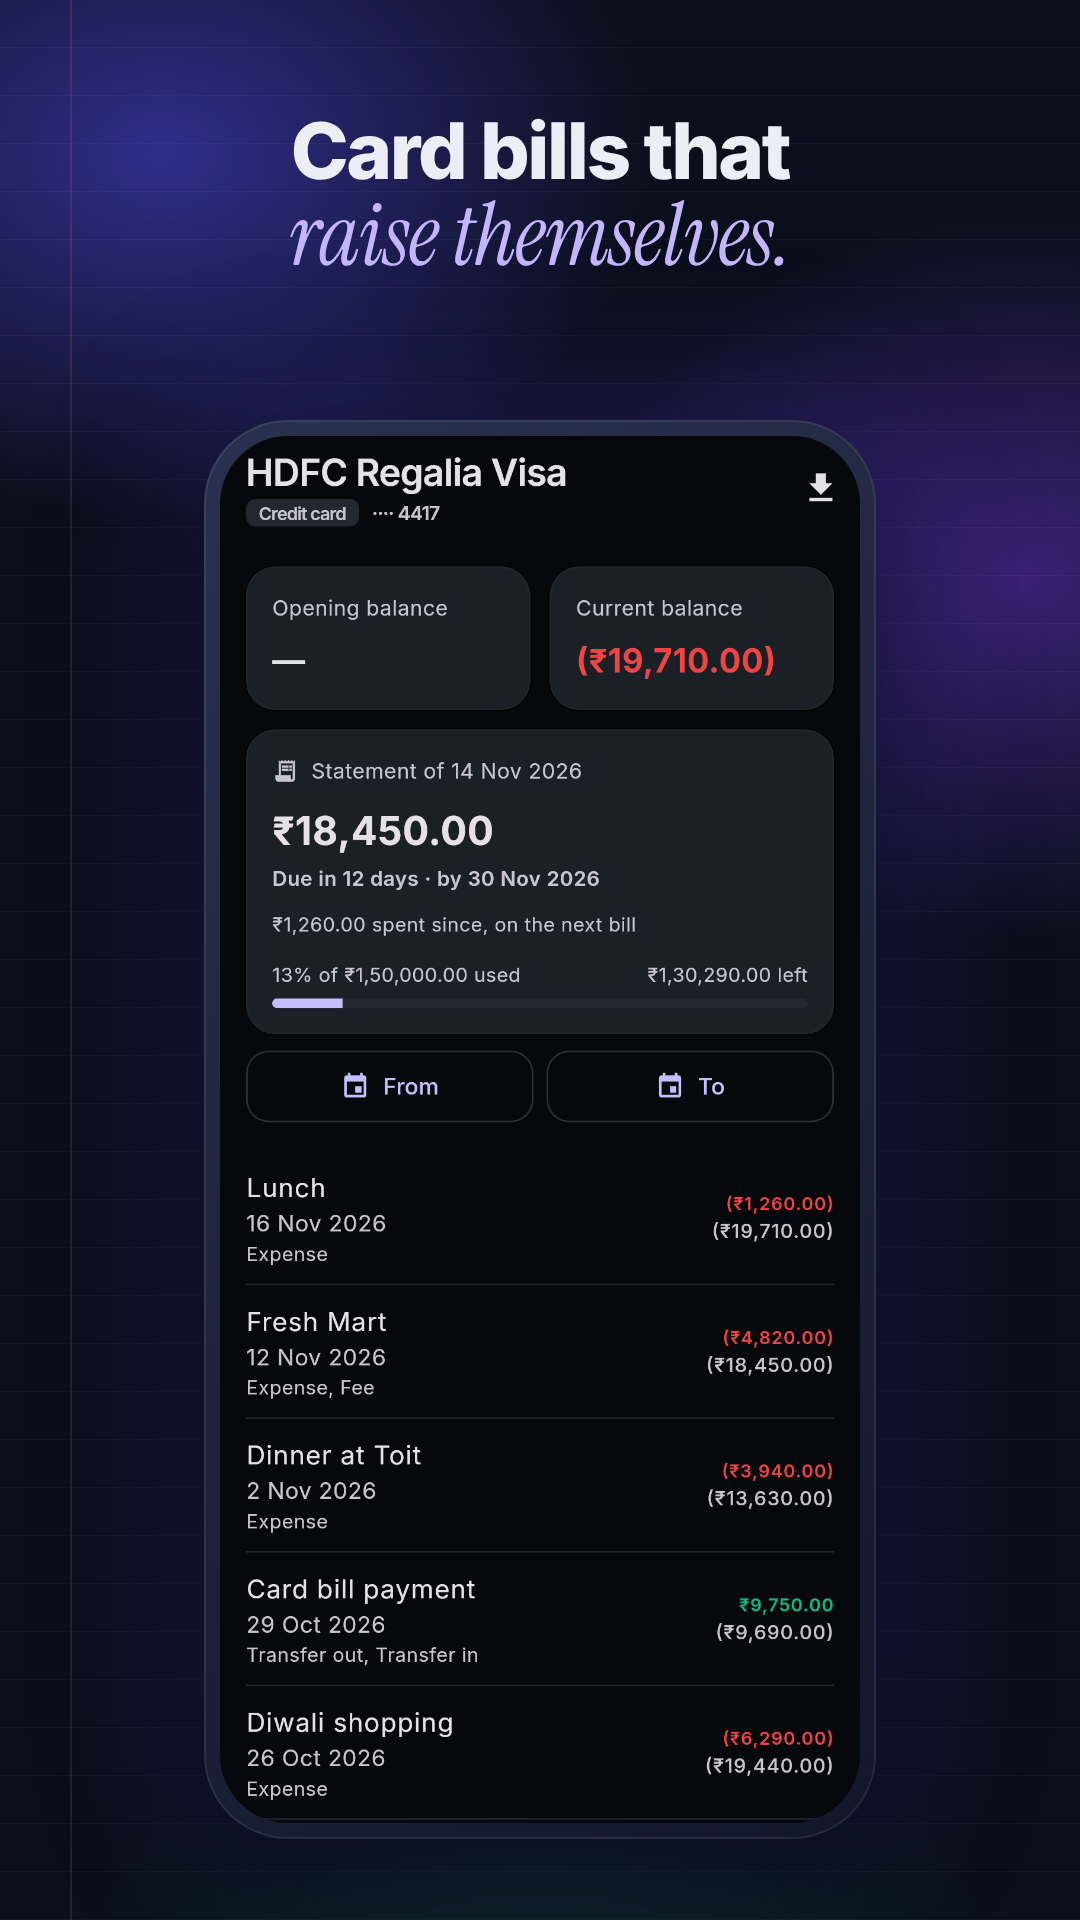 Card bills that
raise themselves.
HDFC Regalia Visa
Credit card ···· 4417
Opening balance
—
Current balance
(₹19,710.00)
Statement of 14 Nov 2026
₹18,450.00
Due in 12 days · by 30 Nov 2026
₹1,260.00 spent since, on the next bill
13% of ₹1,50,000.00 used ₹1,30,290.00 left
From To
Lunch
16 Nov 2026
Expense
(₹1,260.00)
(₹19,710.00)
Fresh Mart
12 Nov 2026
Expense, Fee
(₹4,820.00)
(₹18,450.00)
Dinner at Toit
2 Nov 2026
Expense
(₹3,940.00)
(₹13,630.00)
Card bill payment
29 Oct 2026
Transfer out, Transfer in
₹9,750.00
(₹9,690.00)
Diwali shopping
26 Oct 2026
Expense
(₹6,290.00)
(₹19,440.00)